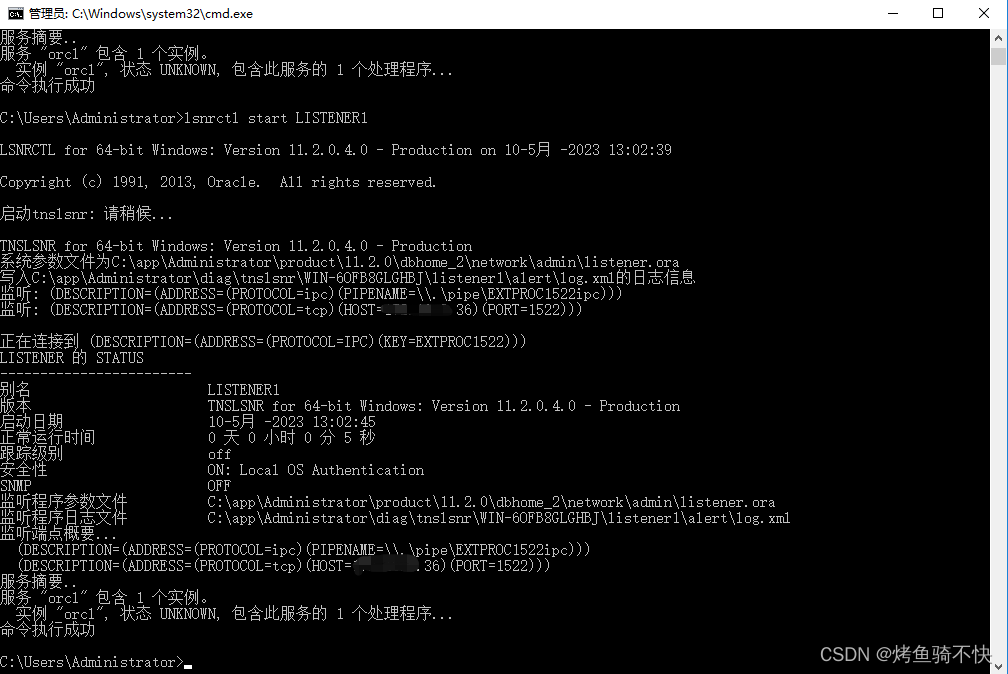 管理员: C:\Windows\system32\cmd.exe
服务摘要..
服务 "orcl" 包含 1 个实例。
  实例 "orcl", 状态 UNKNOWN, 包含此服务的 1 个处理程序...
命令执行成功
C:\Users\Administrator>lsnrctl start LISTENER1
LSNRCTL for 64-bit Windows: Version 11.2.0.4.0 - Production on 10-5月 -2023 13:02:39
Copyright (c) 1991, 2013, Oracle.  All rights reserved.
启动tnslsnr: 请稍候...
TNSLSNR for 64-bit Windows: Version 11.2.0.4.0 - Production
系统参数文件为C:\app\Administrator\product\11.2.0\dbhome_2\network\admin\listener.ora
写入C:\app\Administrator\diag\tnslsnr\WIN-6OFB8GLGHBJ\listener1\alert\log.xml的日志信息
监听: (DESCRIPTION=(ADDRESS=(PROTOCOL=ipc)(PIPENAME=\\.\pipe\EXTPROC1522ipc)))
监听: (DESCRIPTION=(ADDRESS=(PROTOCOL=tcp)(HOST= 36)(PORT=1522)))
正在连接到 (DESCRIPTION=(ADDRESS=(PROTOCOL=IPC)(KEY=EXTPROC1522)))
LISTENER 的 STATUS
------------------------
别名                      LISTENER1
版本                      TNSLSNR for 64-bit Windows: Version 11.2.0.4.0 - Production
启动日期                  10-5月 -2023 13:02:45
正常运行时间              0 天 0 小时 0 分 5 秒
跟踪级别                  off
安全性                    ON: Local OS Authentication
SNMP                      OFF
监听程序参数文件          C:\app\Administrator\product\11.2.0\dbhome_2\network\admin\listener.ora
监听程序日志文件          C:\app\Administrator\diag\tnslsnr\WIN-6OFB8GLGHBJ\listener1\alert\log.xml
监听端点概要...
  (DESCRIPTION=(ADDRESS=(PROTOCOL=ipc)(PIPENAME=\\.\pipe\EXTPROC1522ipc)))
  (DESCRIPTION=(ADDRESS=(PROTOCOL=tcp)(HOST= .36)(PORT=1522)))
服务摘要..
服务 "orcl" 包含 1 个实例。
  实例 "orcl", 状态 UNKNOWN, 包含此服务的 1 个处理程序...
命令执行成功
C:\Users\Administrator>
CSDN @烤鱼骑不快